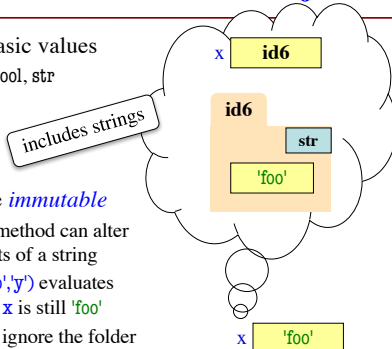 asic values
ool, str
includes strings
x id6
id6
str
'foo'
e immutable
method can alter
ts of a string
','y') evaluates
x is still 'foo'
ignore the folder
x 'foo'